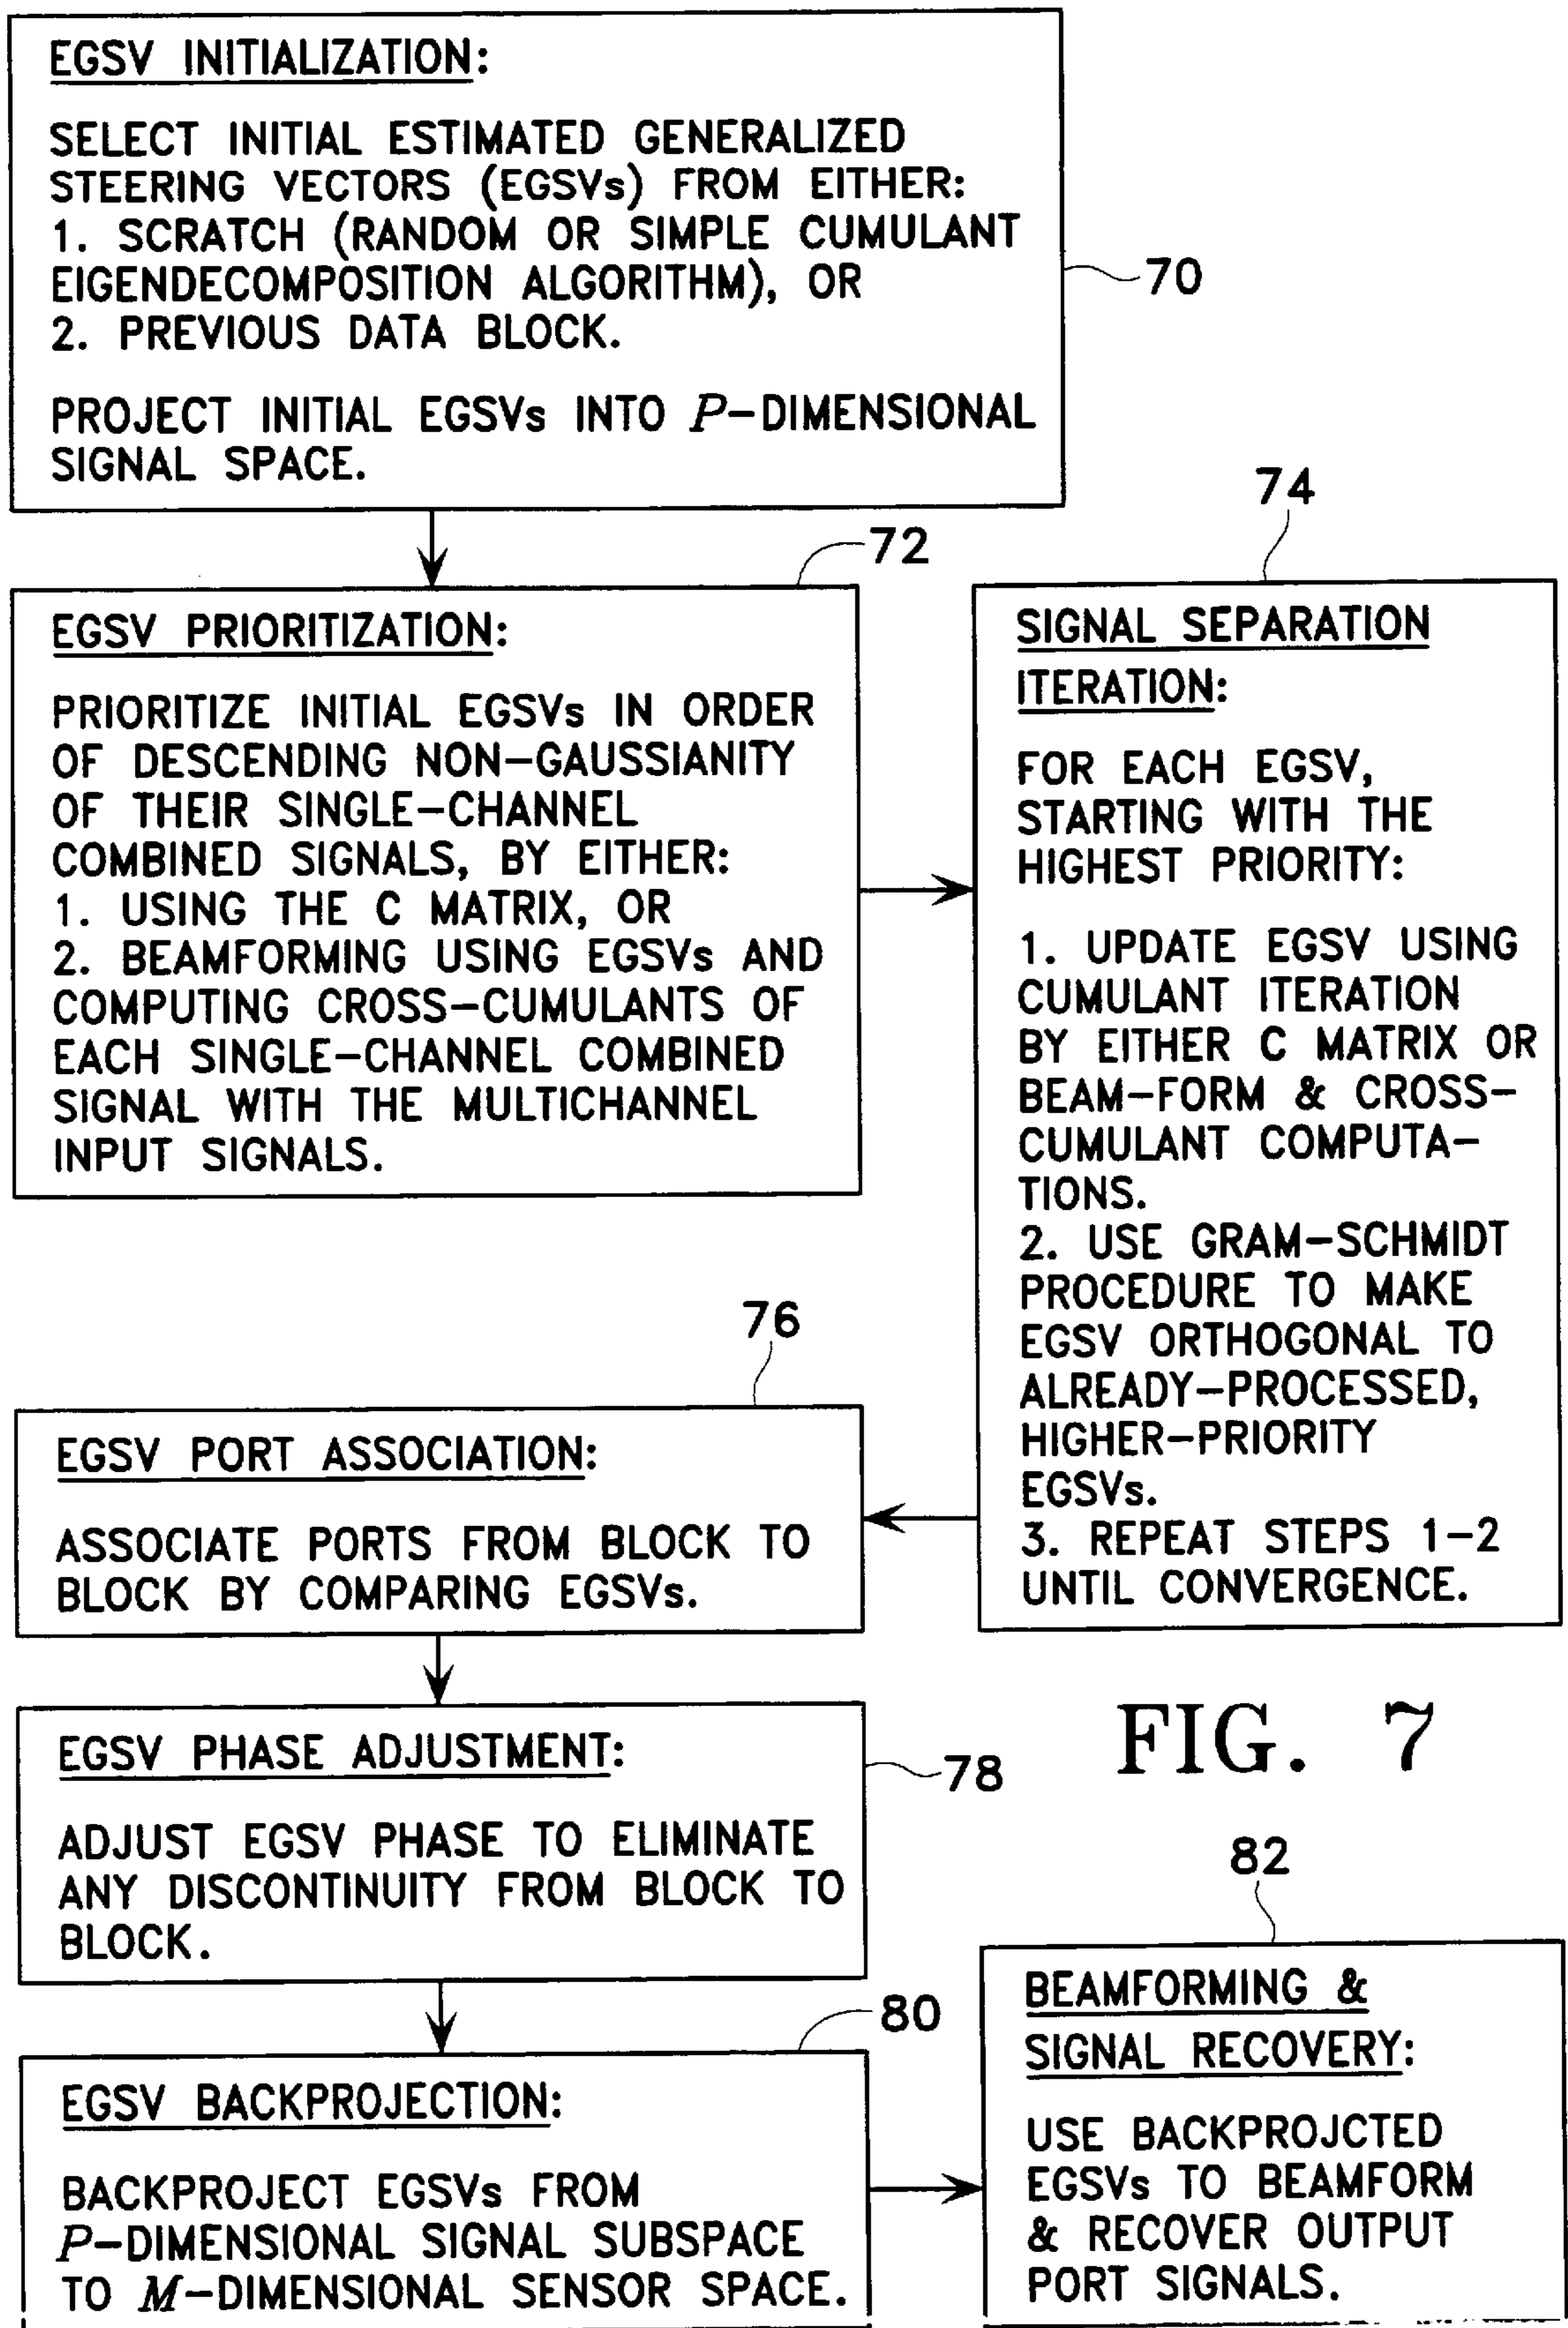 EGSV INITIALIZATION:
SELECT INITIAL ESTIMATED GENERALIZED
STEERING VECTORS (EGSVs) FROM EITHER:
1. SCRATCH (RANDOM OR SIMPLE CUMULANT
EIGENDECOMPOSITION ALGORITHM), OR
2. PREVIOUS DATA BLOCK.
PROJECT INITIAL EGSVs INTO P-DIMENSIONAL
SIGNAL SPACE.
70
72
EGSV PRIORITIZATION:
PRIORITIZE INITIAL EGSVs IN ORDER
OF DESCENDING NON-GAUSSIANITY
OF THEIR SINGLE-CHANNEL
COMBINED SIGNALS, BY EITHER:
1. USING THE C MATRIX, OR
2. BEAMFORMING USING EGSVs AND
COMPUTING CROSS-CUMULANTS OF
EACH SINGLE-CHANNEL COMBINED
SIGNAL WITH THE MULTICHANNEL
INPUT SIGNALS.
74
SIGNAL SEPARATION
ITERATION:
FOR EACH EGSV,
STARTING WITH THE
HIGHEST PRIORITY:
1. UPDATE EGSV USING
CUMULANT ITERATION
BY EITHER C MATRIX OR
BEAM-FORM & CROSS-
CUMULANT COMPUTA-
TIONS.
2. USE GRAM-SCHMIDT
PROCEDURE TO MAKE
EGSV ORTHOGONAL TO
ALREADY-PROCESSED,
HIGHER-PRIORITY
EGSVs.
3. REPEAT STEPS 1-2
UNTIL CONVERGENCE.
76
EGSV PORT ASSOCIATION:
ASSOCIATE PORTS FROM BLOCK TO
BLOCK BY COMPARING EGSVs.
EGSV PHASE ADJUSTMENT:
ADJUST EGSV PHASE TO ELIMINATE
ANY DISCONTINUITY FROM BLOCK TO
BLOCK.
78
FIG. 7
80
EGSV BACKPROJECTION:
BACKPROJECT EGSVs FROM
P-DIMENSIONAL SIGNAL SUBSPACE
TO M-DIMENSIONAL SENSOR SPACE.
82
BEAMFORMING &
SIGNAL RECOVERY:
USE BACKPROJCTED
EGSVs TO BEAMFORM
& RECOVER OUTPUT
PORT SIGNALS.